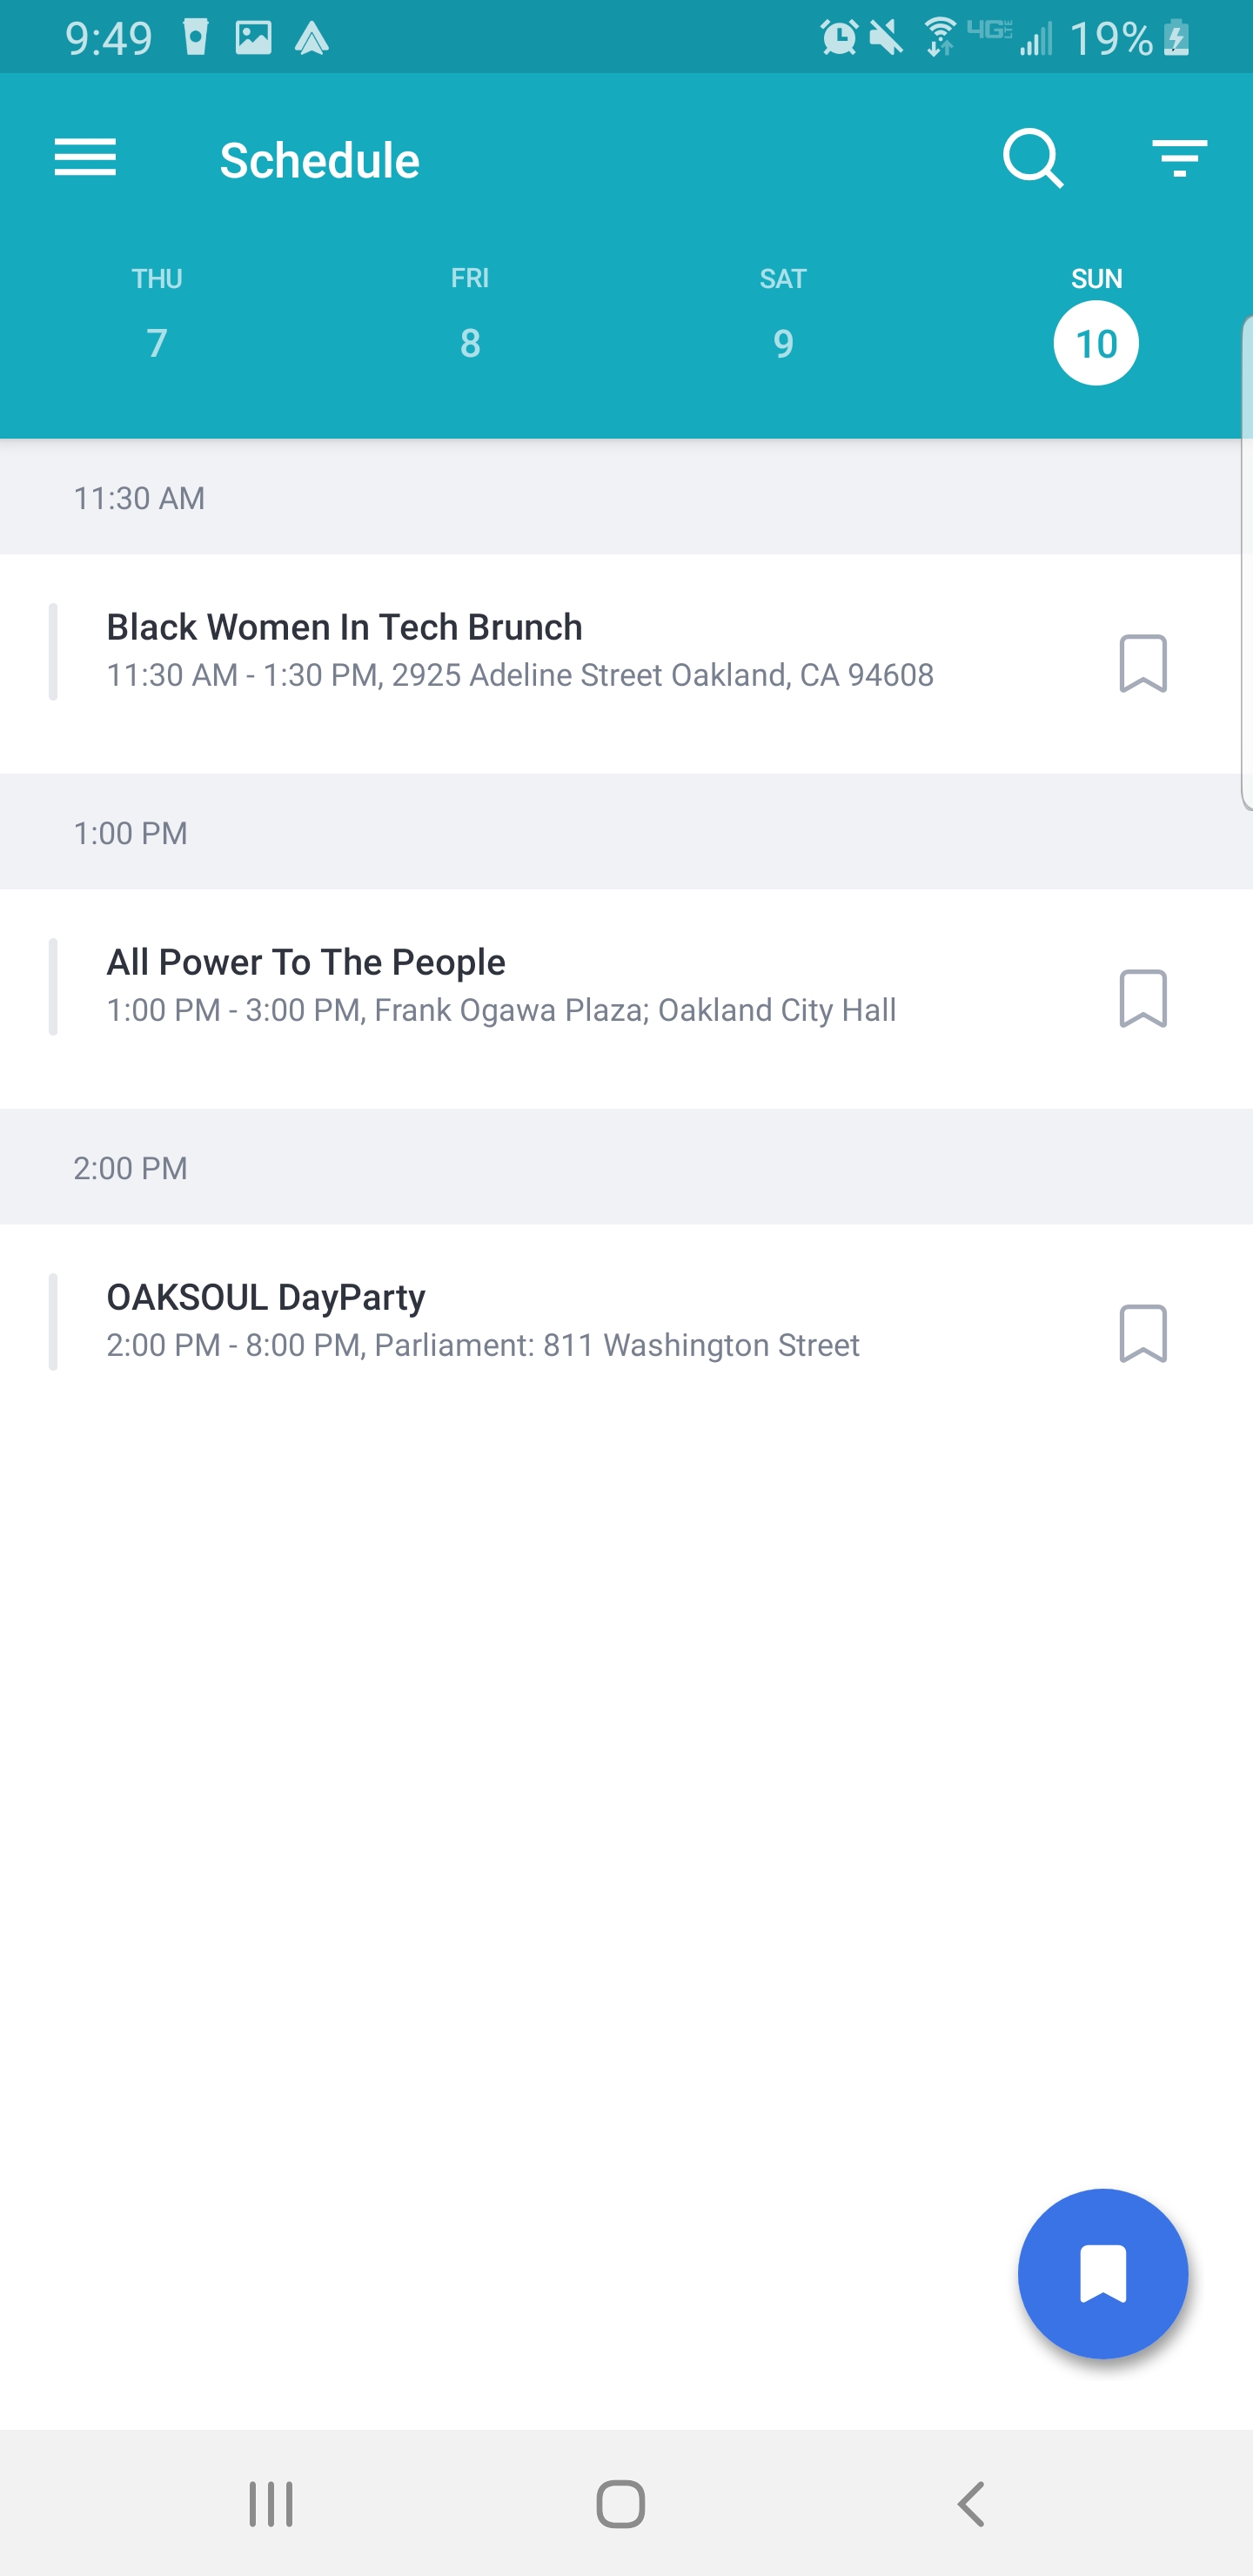 9:49 4G LTE 19%
Schedule
THU FRI SAT SUN
7 8 9 10
11:30 AM
Black Women In Tech Brunch
11:30 AM - 1:30 PM, 2925 Adeline Street Oakland, CA 94608
1:00 PM
All Power To The People
1:00 PM - 3:00 PM, Frank Ogawa Plaza; Oakland City Hall
2:00 PM
OAKSOUL DayParty
2:00 PM - 8:00 PM, Parliament: 811 Washington Street